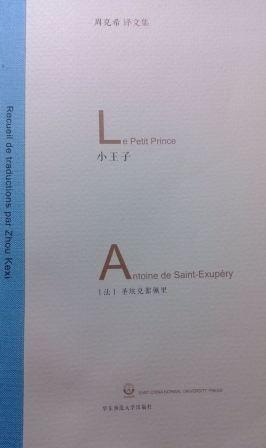 周克希 译文集
Le Petit Prince
小王子
Antoine de Saint-Exupéry
[法] 圣埃克絮佩里
EAST CHINA NORMAL UNIVERSITY PRESS
华东师范大学出版社
Recueil de traductions par Zhou Kexi